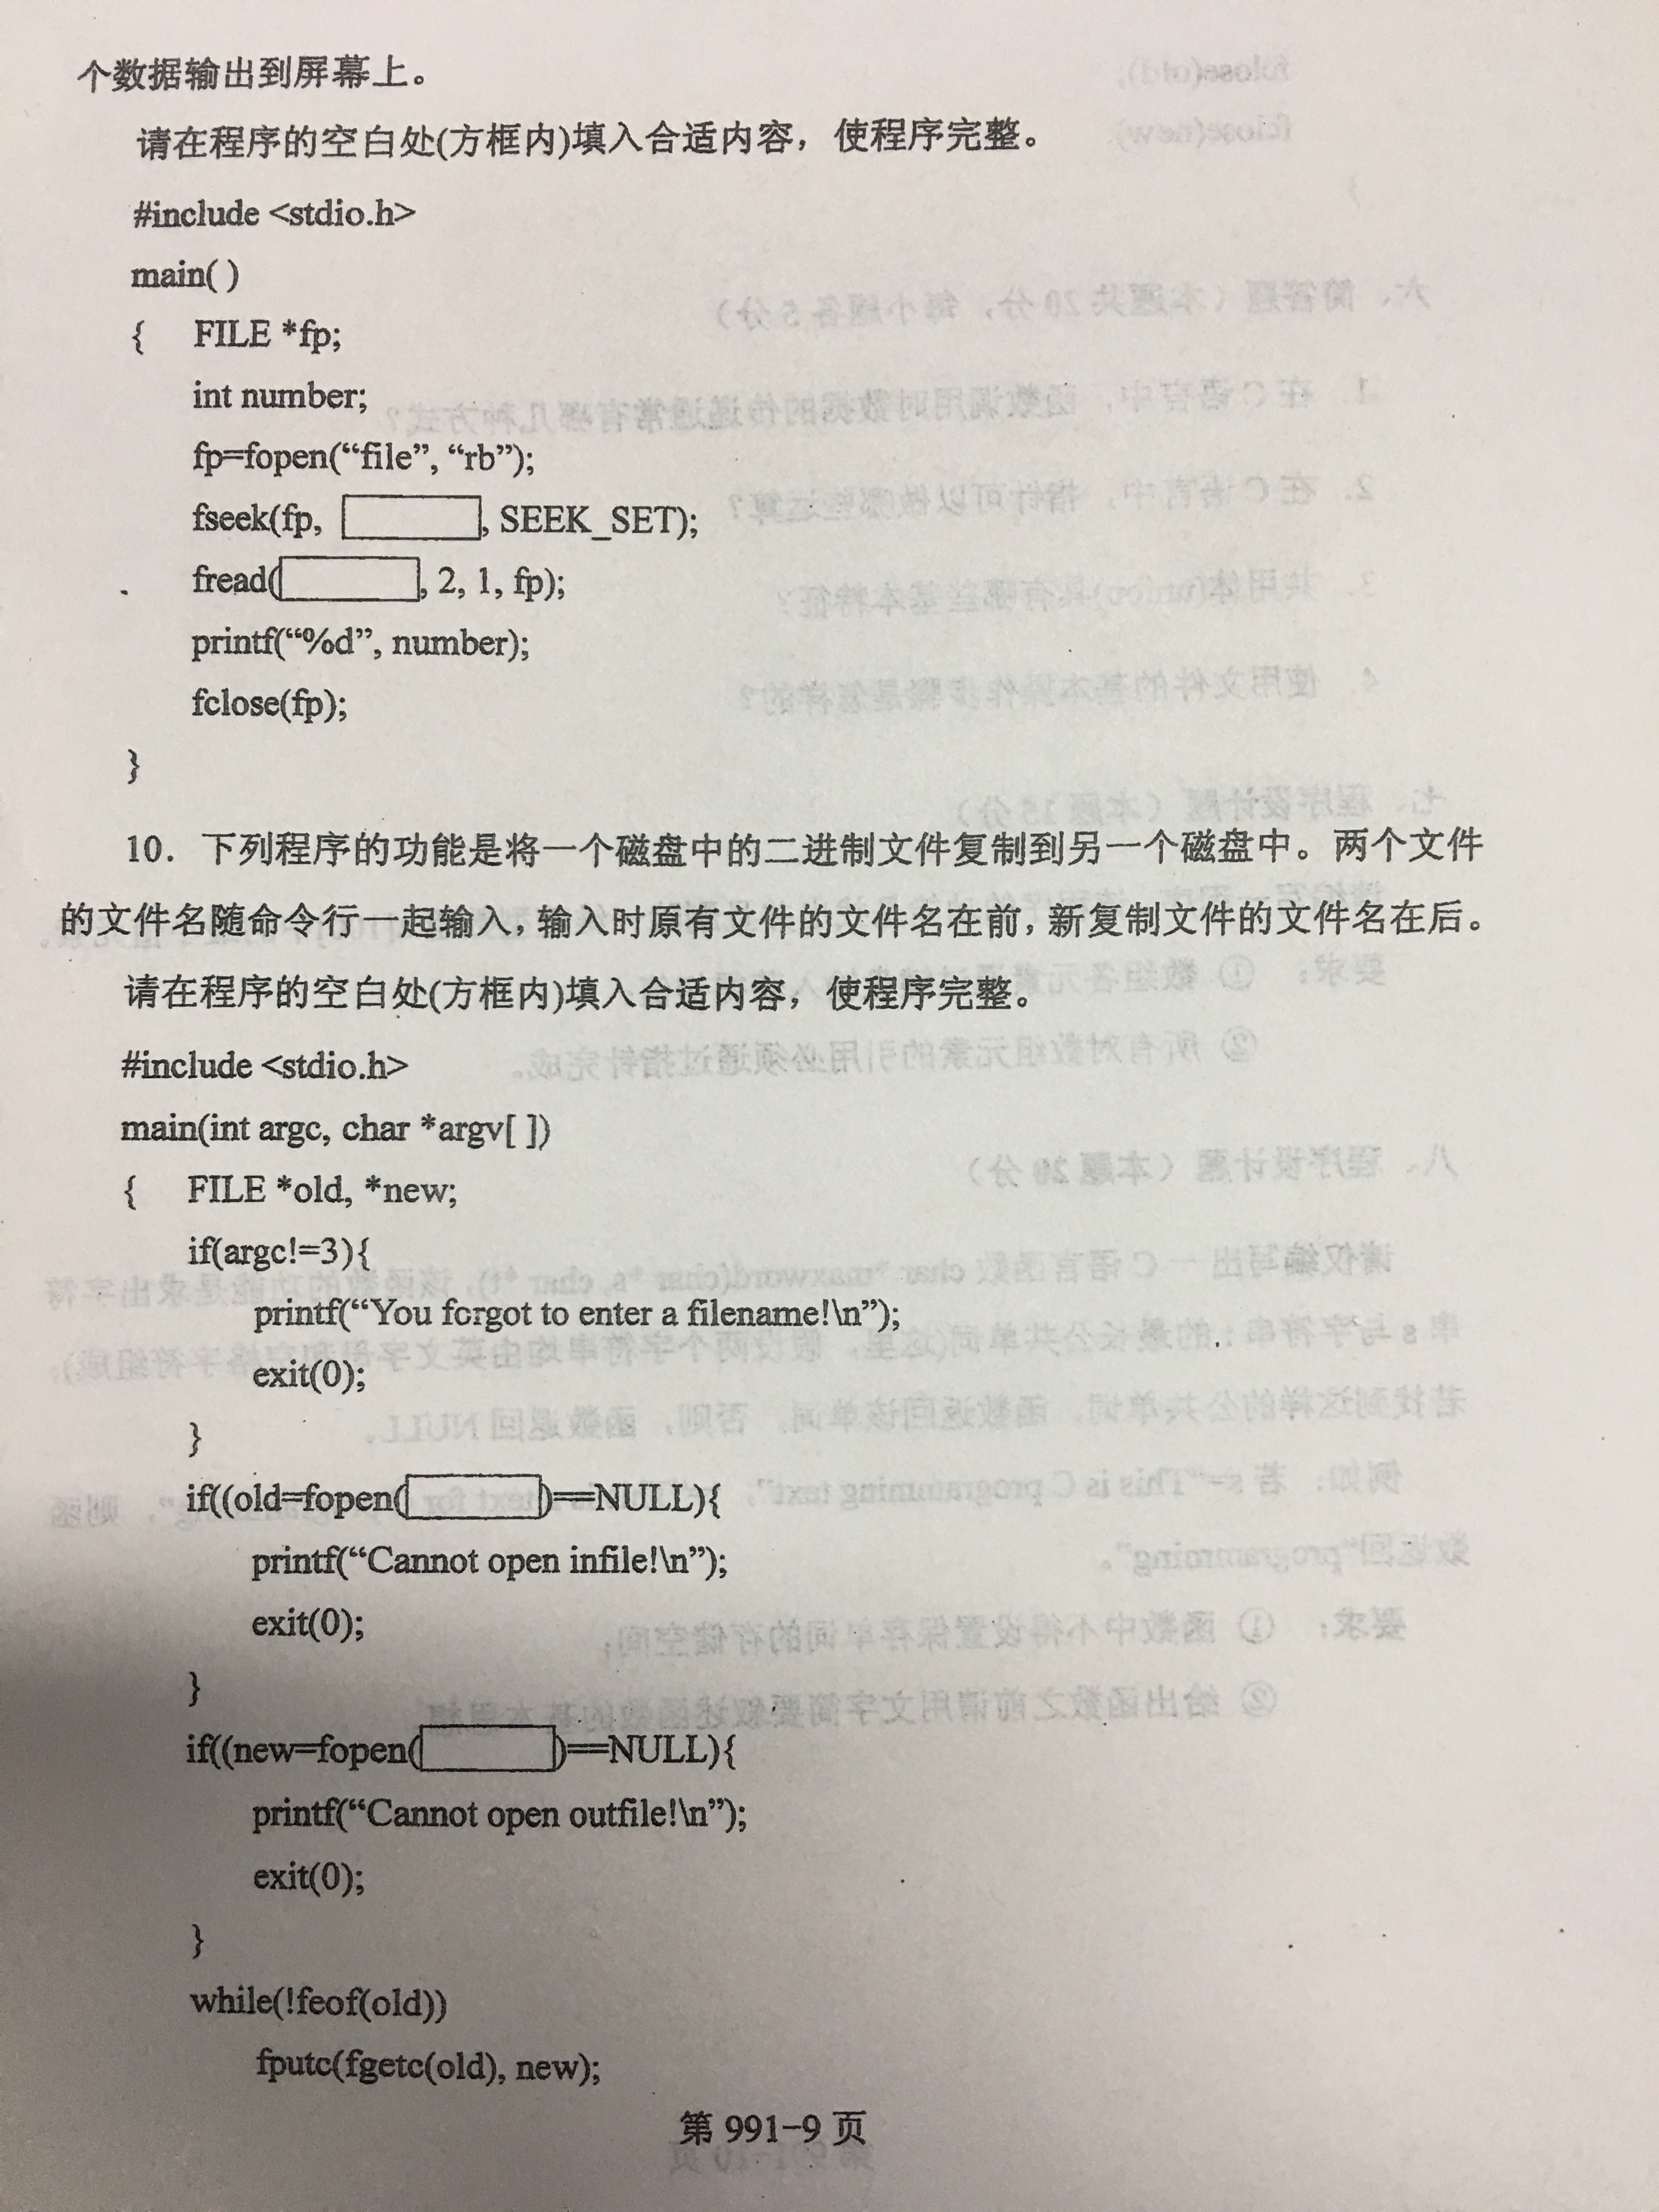 个数据输出到屏幕上。
请在程序的空白处(方框内)填入合适内容，使程序完整。
#include <stdio.h>
main( )
{ FILE *fp;
int number;
fp=fopen(“file”, “rb”);
fseek(fp, , SEEK_SET);
fread( , 2, 1, fp);
printf(“%d”, number);
fclose(fp);
}
10．下列程序的功能是将一个磁盘中的二进制文件复制到另一个磁盘中。两个文件
的文件名随命令行一起输入，输入时原有文件的文件名在前，新复制文件的文件名在后。
请在程序的空白处(方框内)填入合适内容，使程序完整。
#include <stdio.h>
main(int argc, char *argv[ ])
{ FILE *old, *new;
if(argc!=3){
printf(“You forgot to enter a filename!\n”);
exit(0);
}
if((old=fopen( )==NULL){
printf(“Cannot open infile!\n”);
exit(0);
}
if((new=fopen( )==NULL){
printf(“Cannot open outfile!\n”);
exit(0);
}
while(!feof(old))
fputc(fgetc(old), new);
第 991-9 页